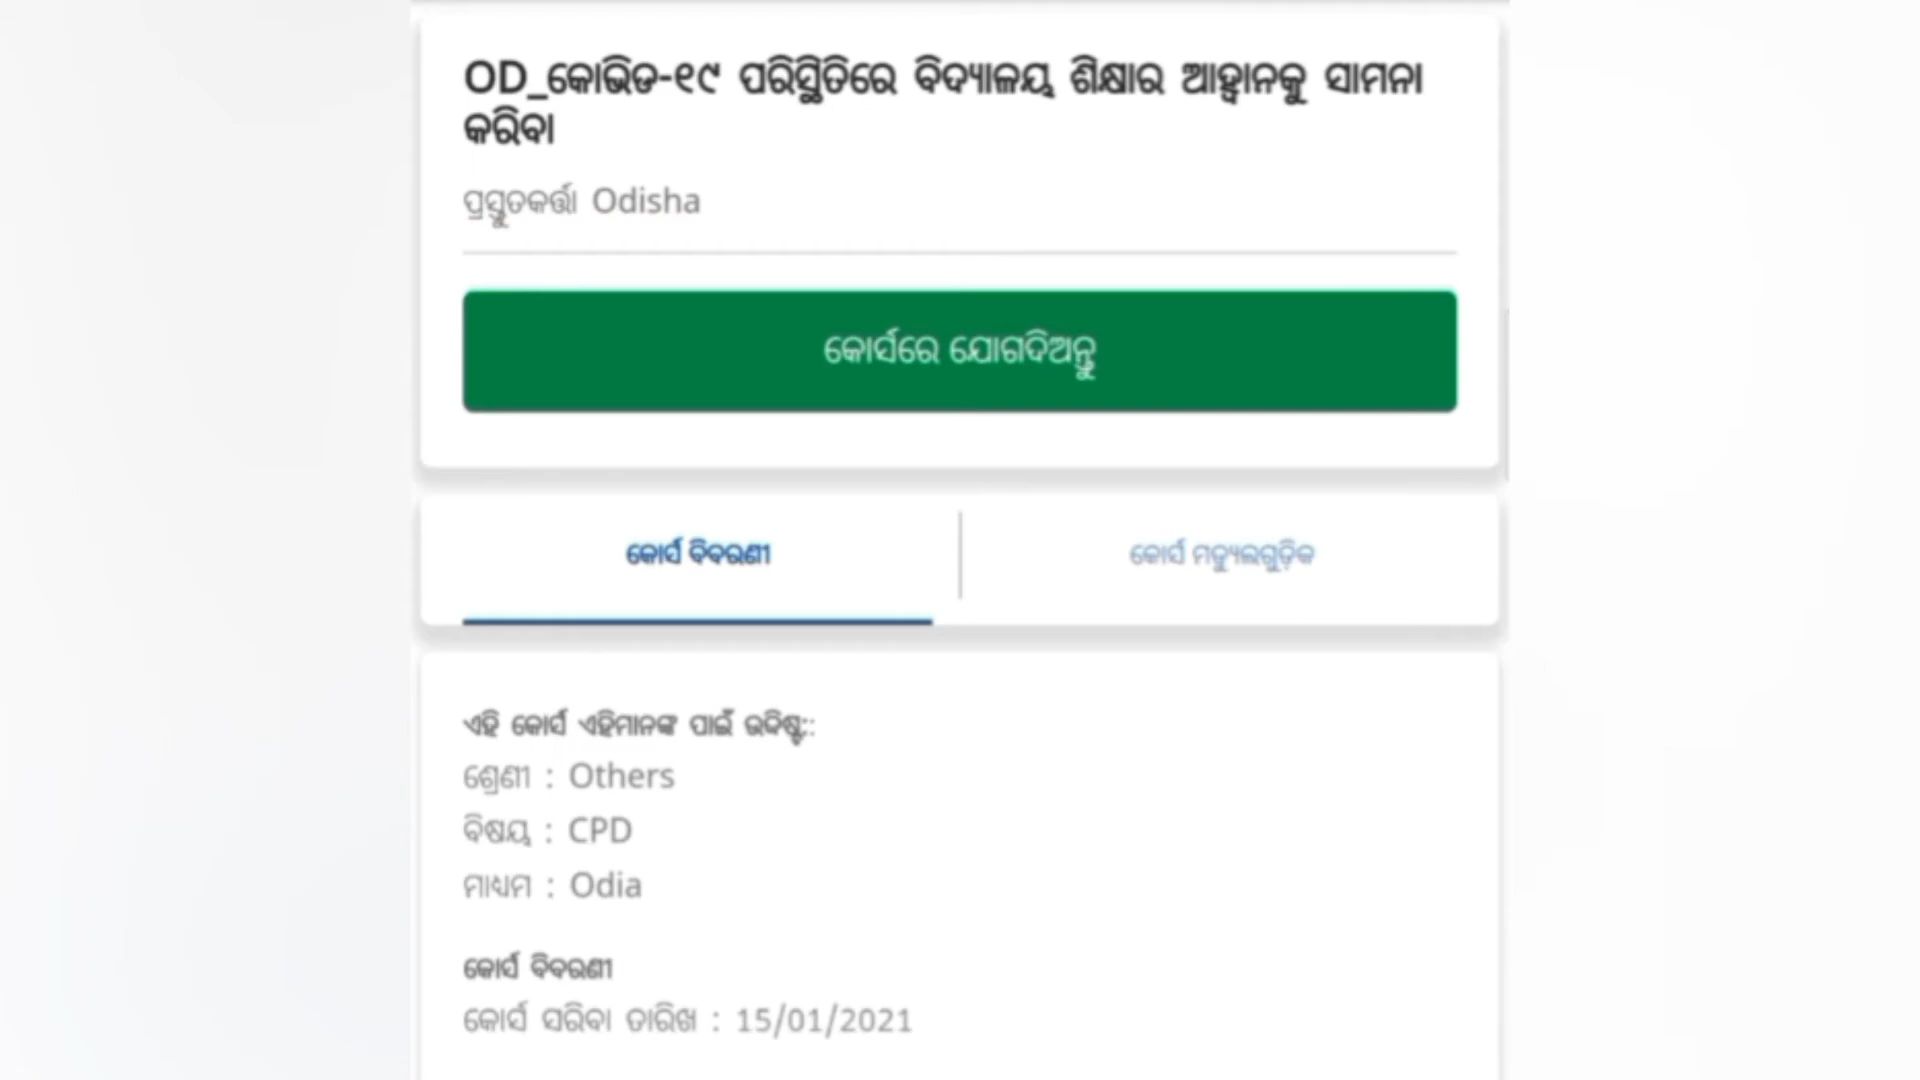 OD_କୋଭିଡ-୧୯ ପରିସ୍ଥିତିରେ ବିଦ୍ୟାଳୟ ଶିକ୍ଷାର ଆହ୍ୱାନକୁ ସାମନା
କରିବା
ପ୍ରସ୍ତୁତକର୍ତ୍ତା Odisha
କୋର୍ସରେ ଯୋଗଦିଅନ୍ତୁ
କୋର୍ସ ବିବରଣୀ
କୋର୍ସ ମଡ୍ୟୁଲଗୁଡ଼ିକ
ଏହି କୋର୍ସ ଏହିମାନଙ୍କ ପାଇଁ ଉଦ୍ଦିଷ୍ଟ::
ଶ୍ରେଣୀ : Others
ବିଷୟ : CPD
ମାଧ୍ୟମ : Odia
କୋର୍ସ ବିବରଣୀ
କୋର୍ସ ସରିବା ତାରିଖ : 15/01/2021